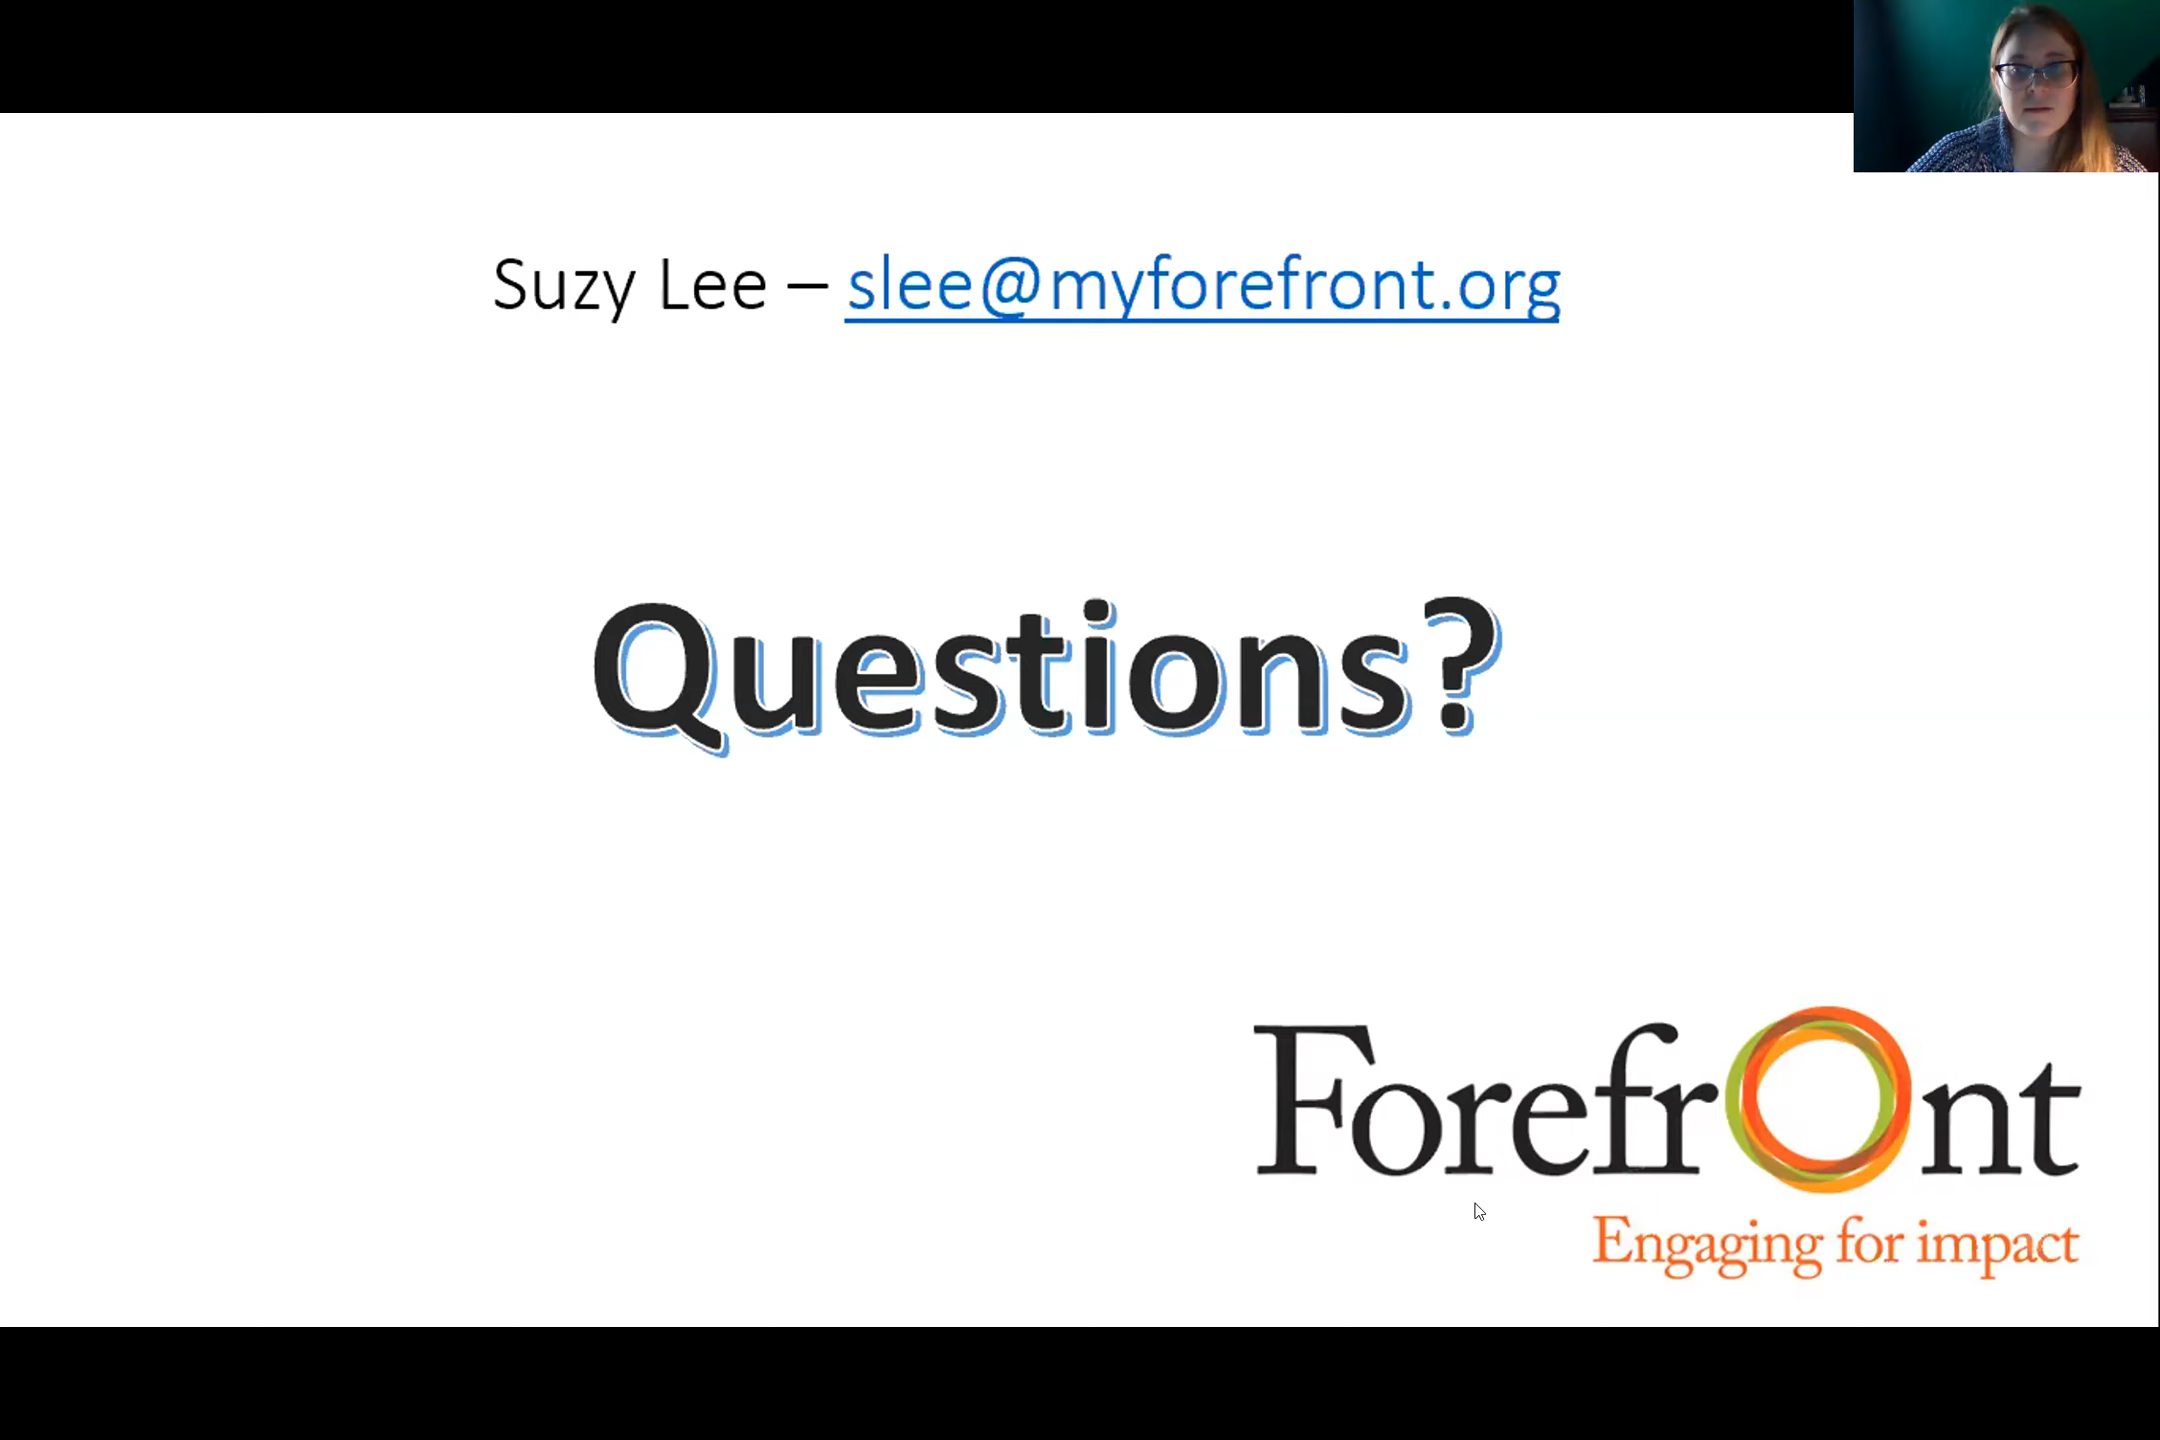 Suzy Lee – slee@myforefront.org
Questions?
Forefront
Engaging for impact